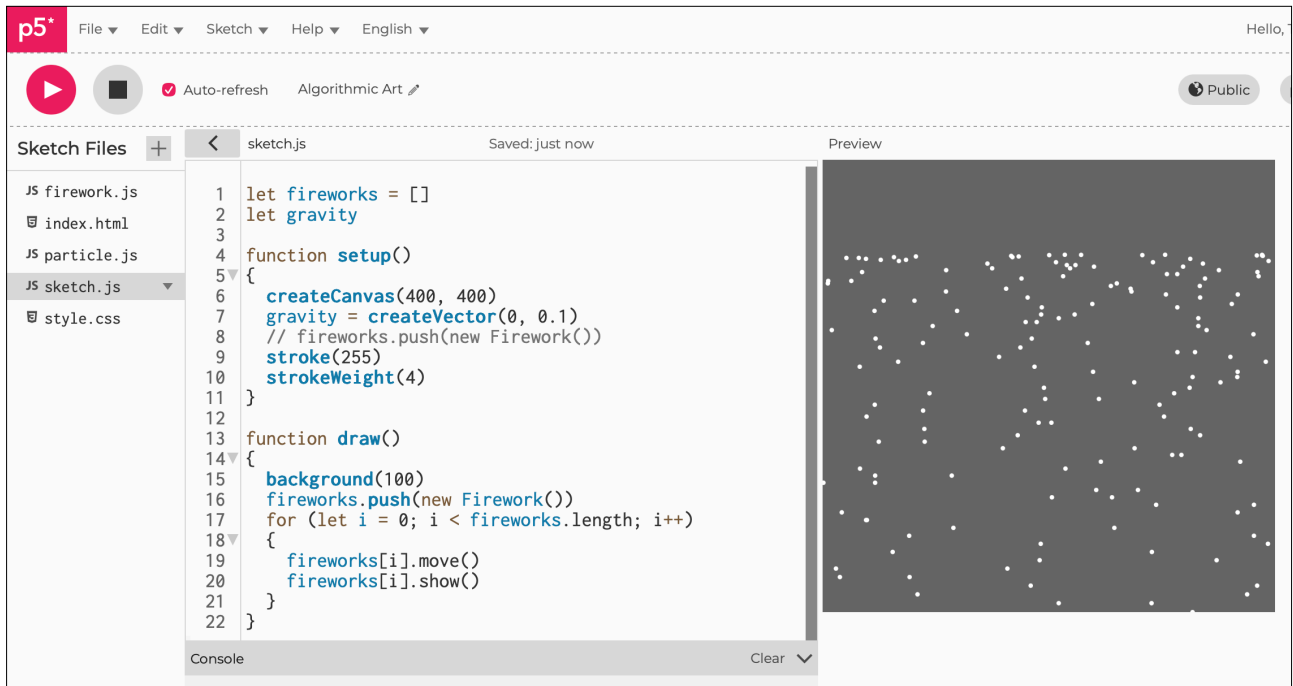 p5* File Edit Sketch Help English Hello,
Auto-refresh Algorithmic Art Public
Sketch Files + sketch.js Saved: just now Preview
JS firework.js
index.html
JS particle.js
JS sketch.js
style.css
1 let fireworks = []
2 let gravity
3
4 function setup()
5 {
6   createCanvas(400, 400)
7   gravity = createVector(0, 0.1)
8   // fireworks.push(new Firework())
9   stroke(255)
10   strokeWeight(4)
11 }
12
13 function draw()
14 {
15   background(100)
16   fireworks.push(new Firework())
17   for (let i = 0; i < fireworks.length; i++)
18   {
19     fireworks[i].move()
20     fireworks[i].show()
21   }
22 }
Console Clear